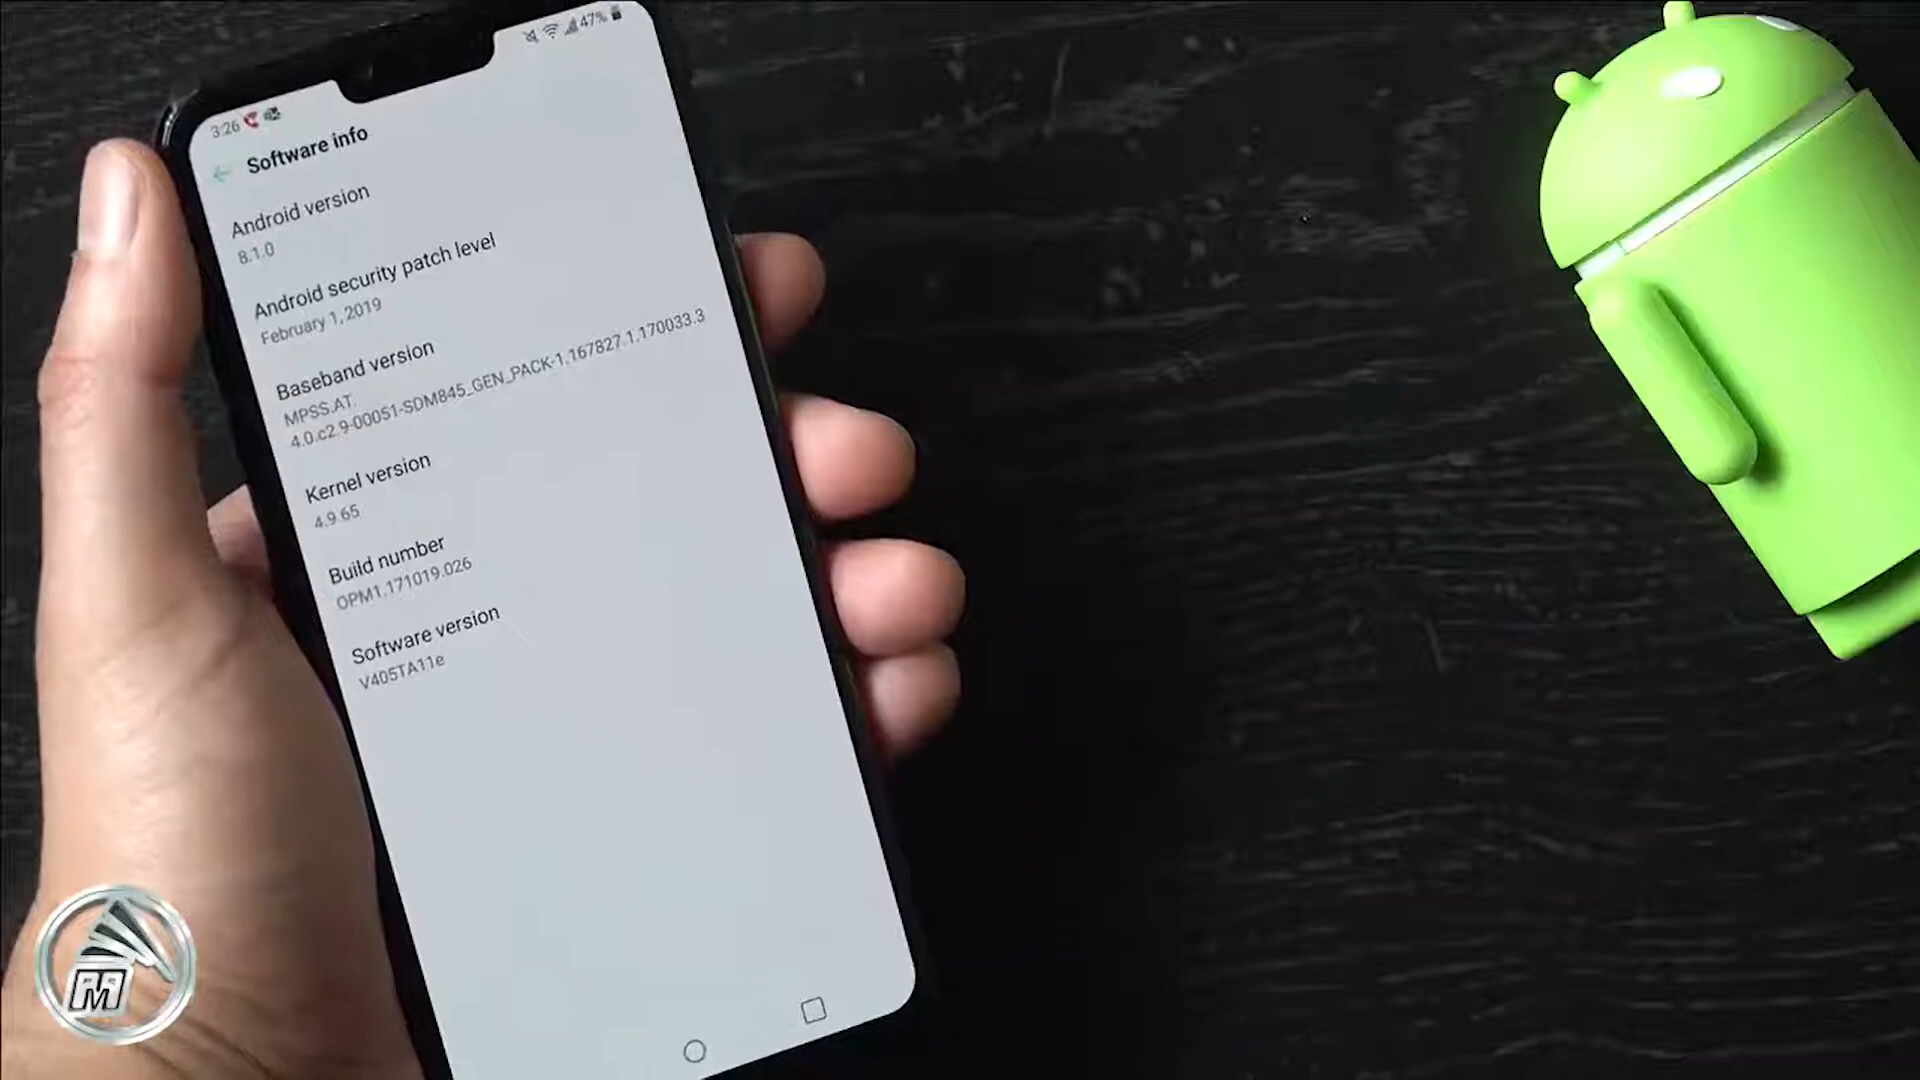 3:26
47%
Software info
Android version
8.1.0
Android security patch level
February 1, 2019
Baseband version
MPSS.AT.
4.0.c2.9-00051-SDM845_GEN_PACK-1.167827.1.170033.3
Kernel version
4.9.65
Build number
OPM1.171019.026
Software version
V405TA11e
M